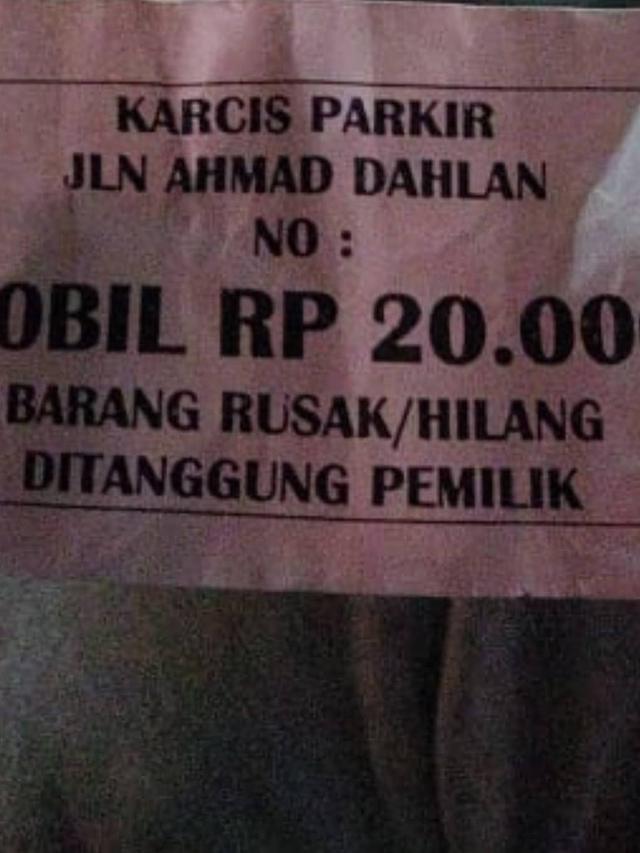 KARCIS PARKIR
JLN AHMAD DAHLAN
NO :
OBIL RP 20.00
BARANG RUSAK/HILANG
DITANGGUNG PEMILIK